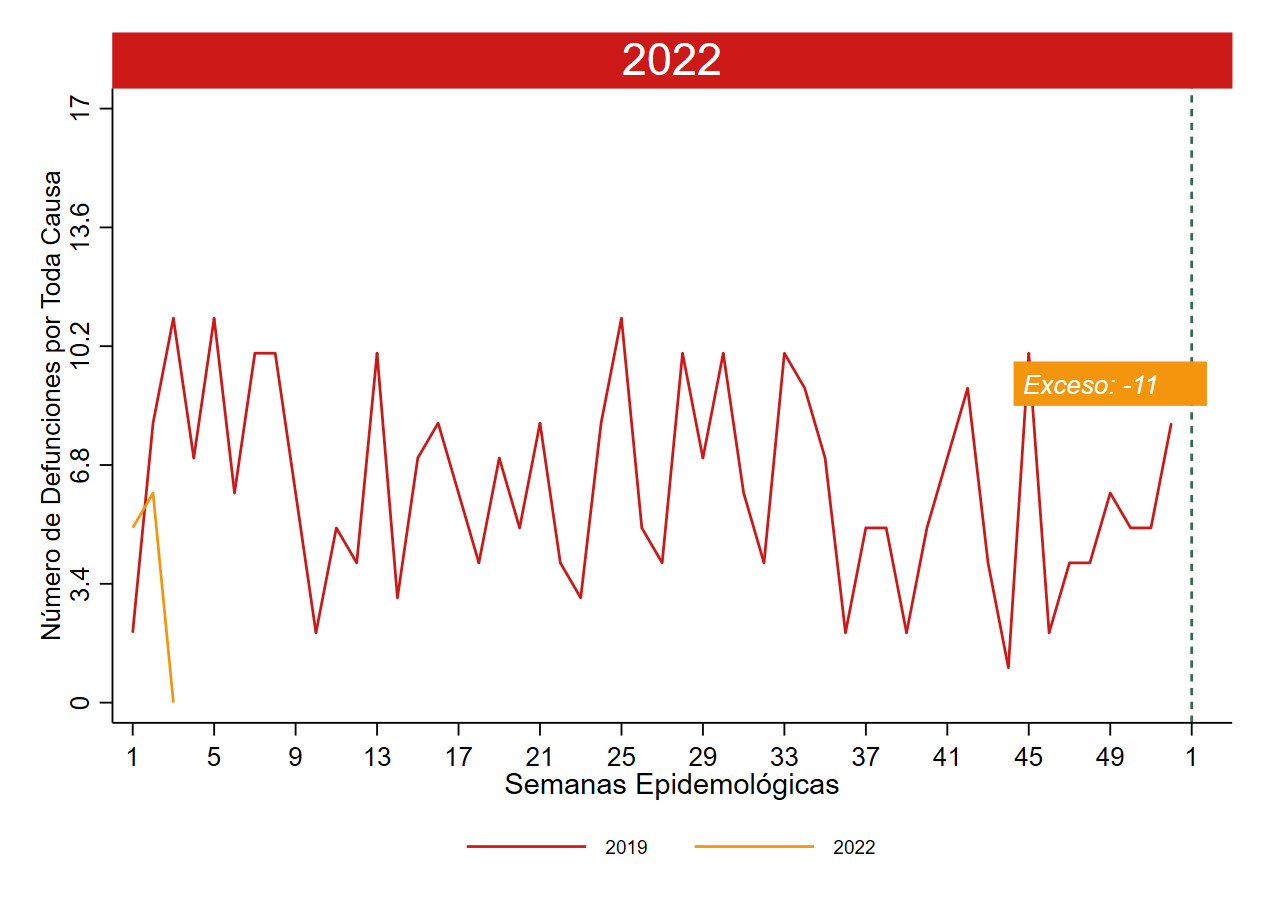 2022
Número de Defunciones por Toda Causa
17
13.6
10.2
6.8
3.4
0
Exceso: -11
1 5 9 13 17 21 25 29 33 37 41 45 49 1
Semanas Epidemológicas
2019 2022